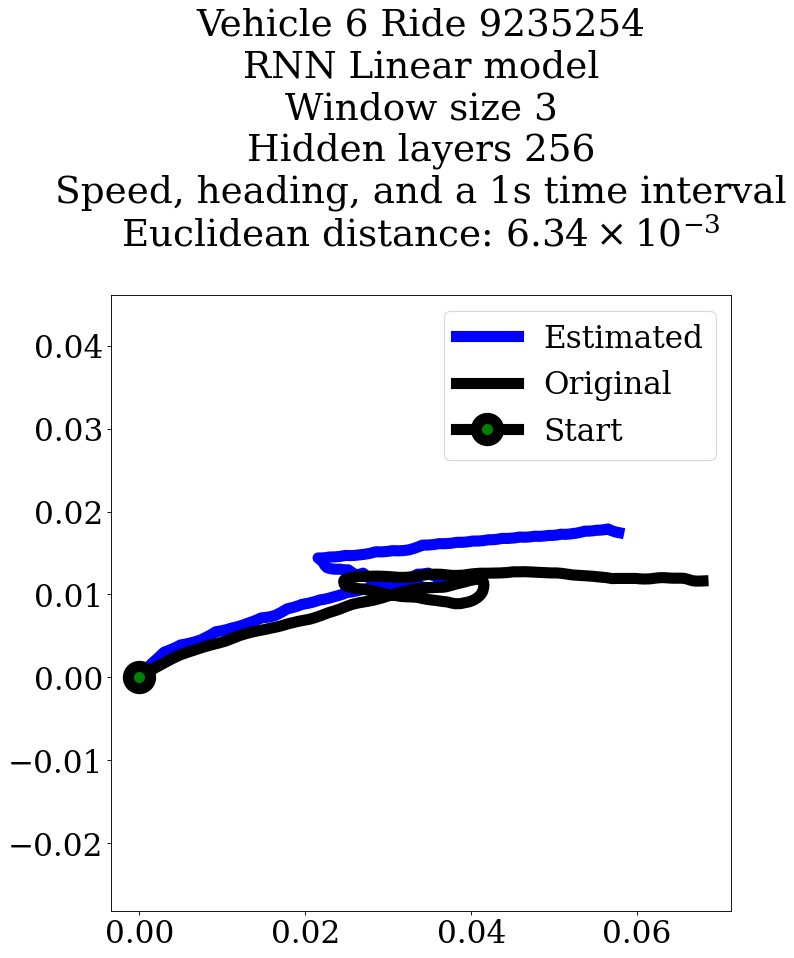 Vehicle 6 Ride 9235254
RNN Linear model
Window size 3
Hidden layers 256
Speed, heading, and a 1s time interval
Euclidean distance: 6.34 × 10⁻³
Estimated
Original
Start
0.04
0.03
0.02
0.01
0.00
−0.01
−0.02
0.00 0.02 0.04 0.06